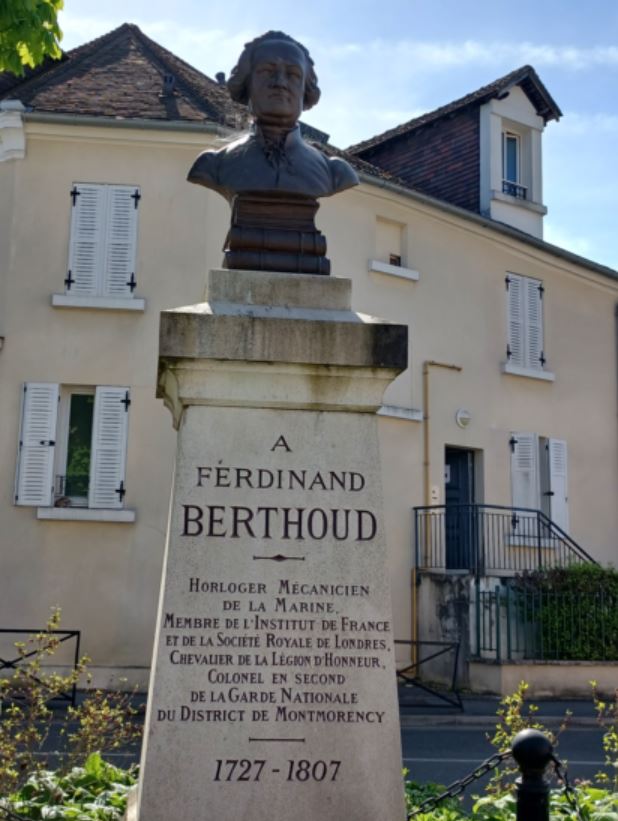 A
FERDINAND
BERTHOUD
HORLOGER MÉCANICIEN
DE LA MARINE,
MEMBRE DE L'INSTITUT DE FRANCE
ET DE LA SOCIÉTÉ ROYALE DE LONDRES,
CHEVALIER DE LA LÉGION D'HONNEUR,
COLONEL EN SECOND
DE LA GARDE NATIONALE
DU DISTRICT DE MONTMORENCY
1727-1807